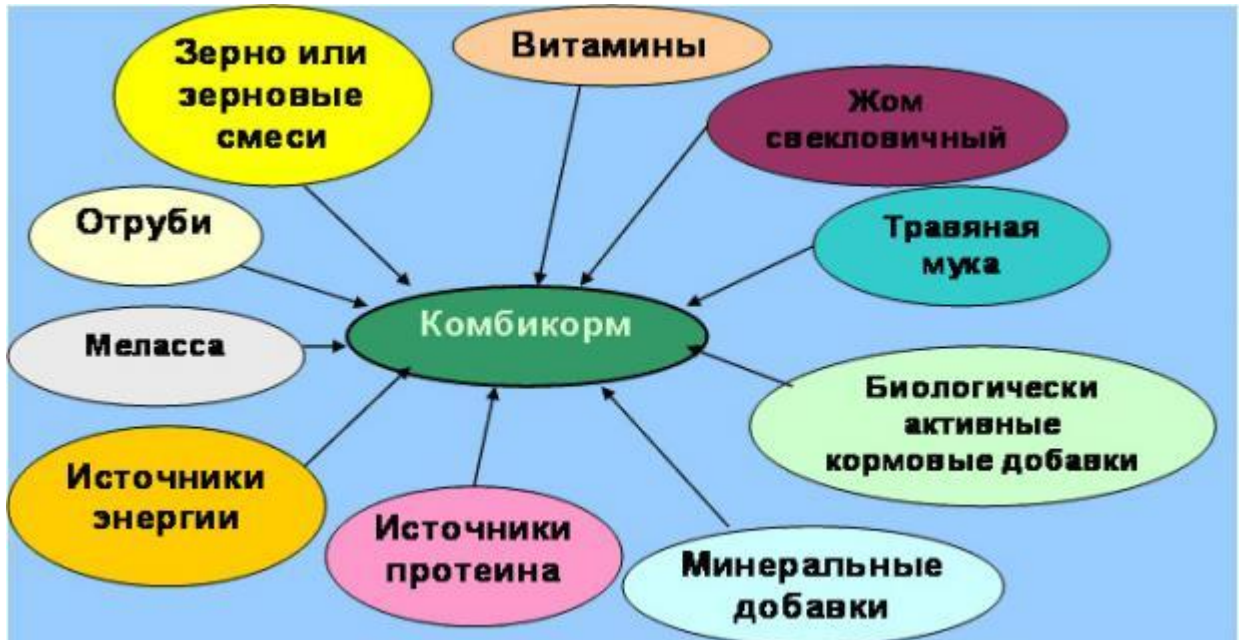 Зерно или
зерновые
смеси
Витамины
Жом
свекловичный
Отруби
Травяная
мука
Комбикорм
Меласса
Биологически
активные
кормовые добавки
Источники
энергии
Источники
протеина
Минеральные
добавки